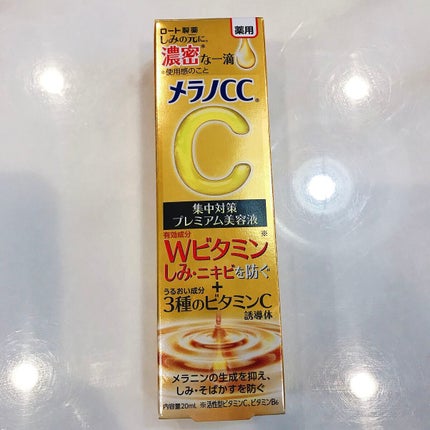 ロート製薬
薬用
しみの元に、
濃密※な一滴
※使用感のこと
メラノCC®
C
集中対策
プレミアム美容液
有効成分
Wビタミン※
しみ・ニキビを防ぐ
+
うるおい成分
3種のビタミンC
誘導体
メラニンの生成を抑え、
しみ・そばかすを防ぐ
内容量20mL ※活性型ビタミンC、ビタミンB6